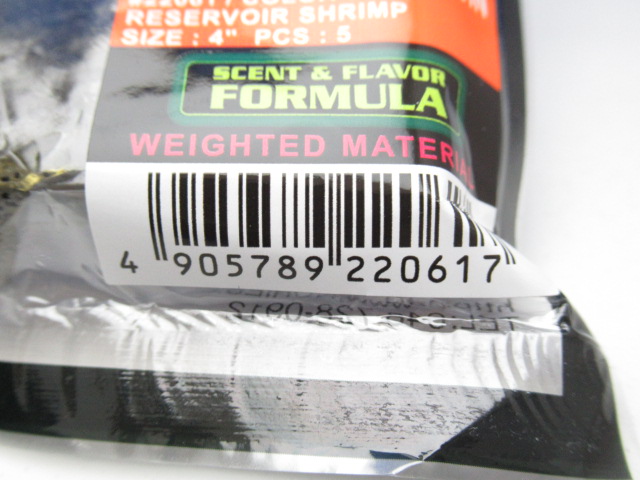 RESERVOIR SHRIMP
SIZE : 4" PCS : 5
SCENT & FLAVOR
FORMULA
WEIGHTED MATERIAL
4 905789 220617